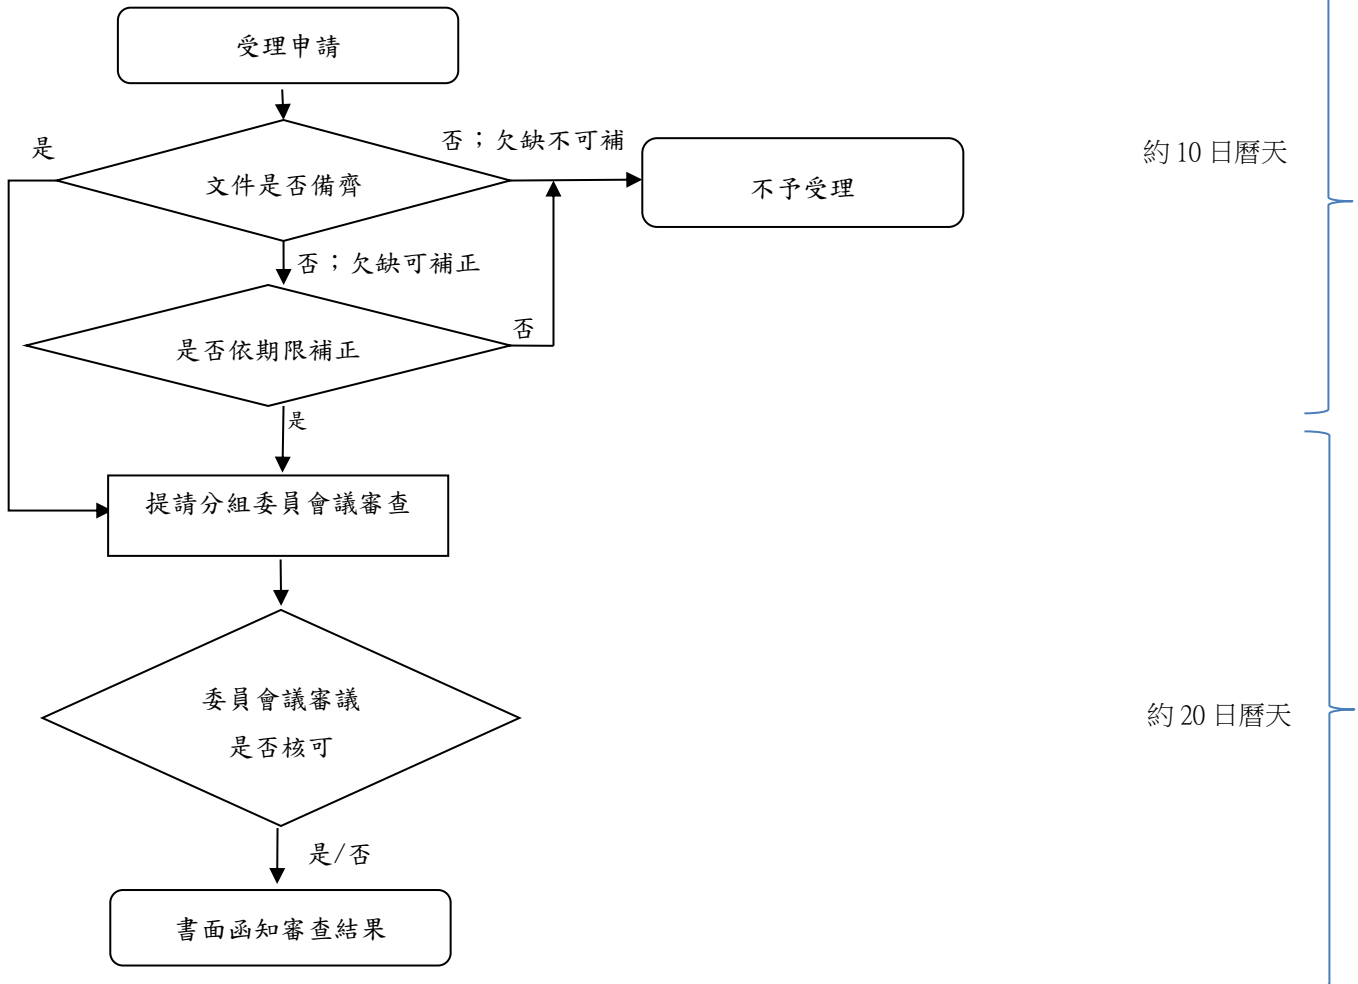 受理申請
是
否；欠缺不可補
約 10 日曆天
文件是否備齊
不予受理
否；欠缺可補正
否
是否依期限補正
是
提請分組委員會議審查
委員會議審議
是否核可
約 20 日曆天
是/否
書面函知審查結果